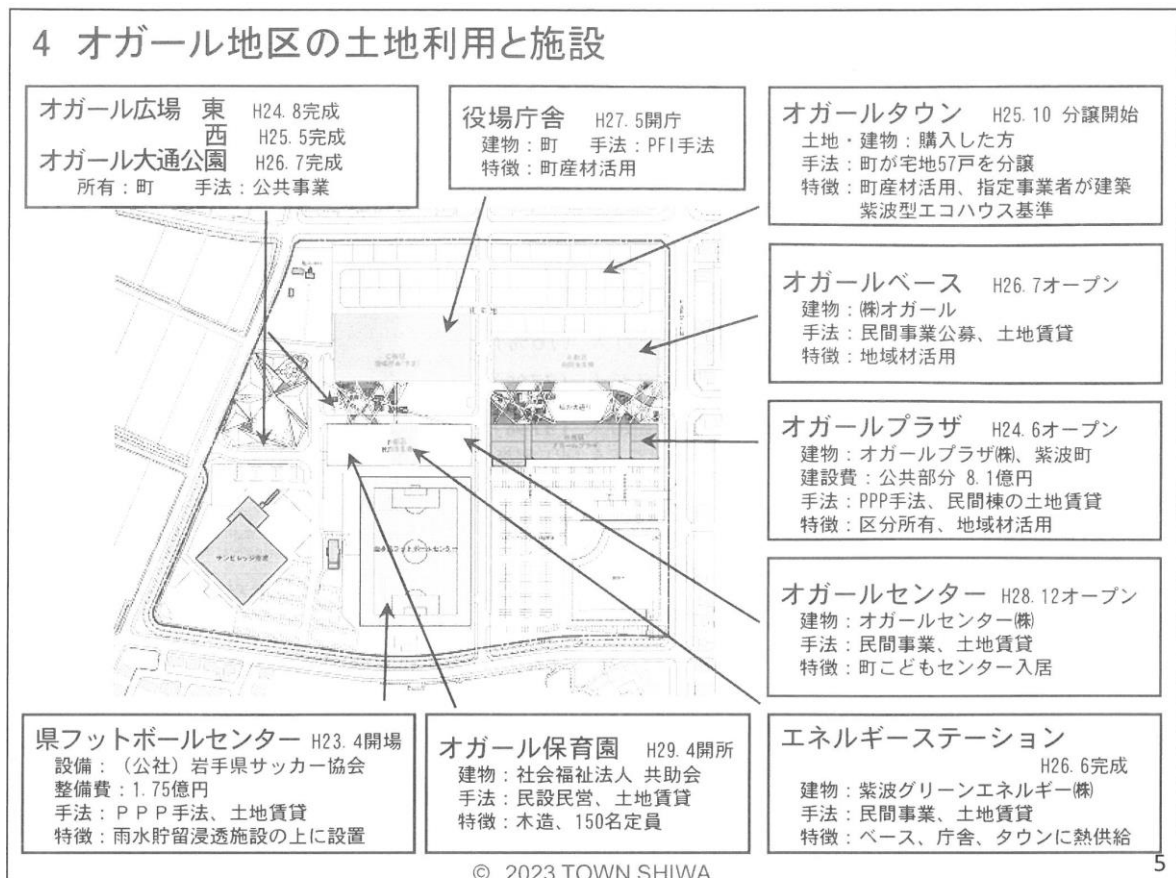 4 オガール地区の土地利用と施設
オガール広場 東 H24.8完成
西 H25.5完成
オガール大通公園 H26.7完成
所有：町 手法：公共事業
役場庁舎 H27.5開庁
建物：町 手法：PFI手法
特徴：町産材活用
オガールタウン H25.10 分譲開始
土地・建物：購入した方
手法：町が宅地57戸を分譲
特徴：町産材活用、指定事業者が建築
紫波型エコハウス基準
オガールベース H26.7オープン
建物：㈱オガール
手法：民間事業公募、土地賃貸
特徴：地域材活用
オガールプラザ H24.6オープン
建物：オガールプラザ㈱、紫波町
建設費：公共部分 8.1億円
手法：PPP手法、民間棟の土地賃貸
特徴：区分所有、地域材活用
オガールセンター H28.12オープン
建物：オガールセンター㈱
手法：民間事業、土地賃貸
特徴：町こどもセンター入居
県フットボールセンター H23.4開場
設備：（公社）岩手県サッカー協会
整備費：1.75億円
手法：ＰＰＰ手法、土地賃貸
特徴：雨水貯留浸透施設の上に設置
オガール保育園 H29.4開所
建物：社会福祉法人 共助会
手法：民設民営、土地賃貸
特徴：木造、150名定員
エネルギーステーション
H26.6完成
建物：紫波グリーンエネルギー㈱
手法：民間事業、土地賃貸
特徴：ベース、庁舎、タウンに熱供給
© 2023 TOWN SHIWA
5